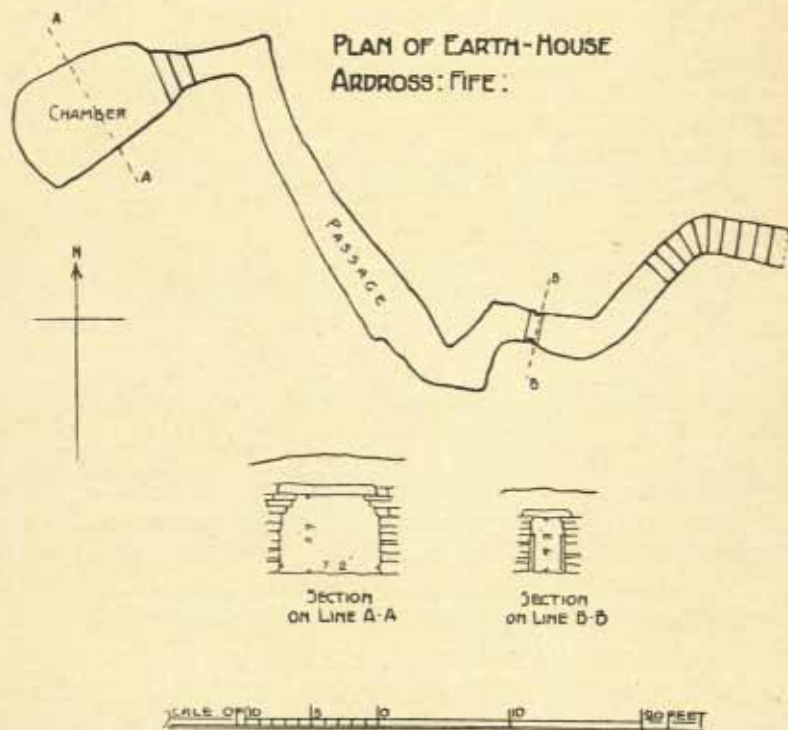 PLAN OF EARTH-HOUSE
ARDROSS: FIFE:
A
CHAMBER
A
N
PASSAGE
B
B
SECTION
ON LINE A-A
SECTION
ON LINE B-B
SCALE OF 10 5 0 10 20 FEET